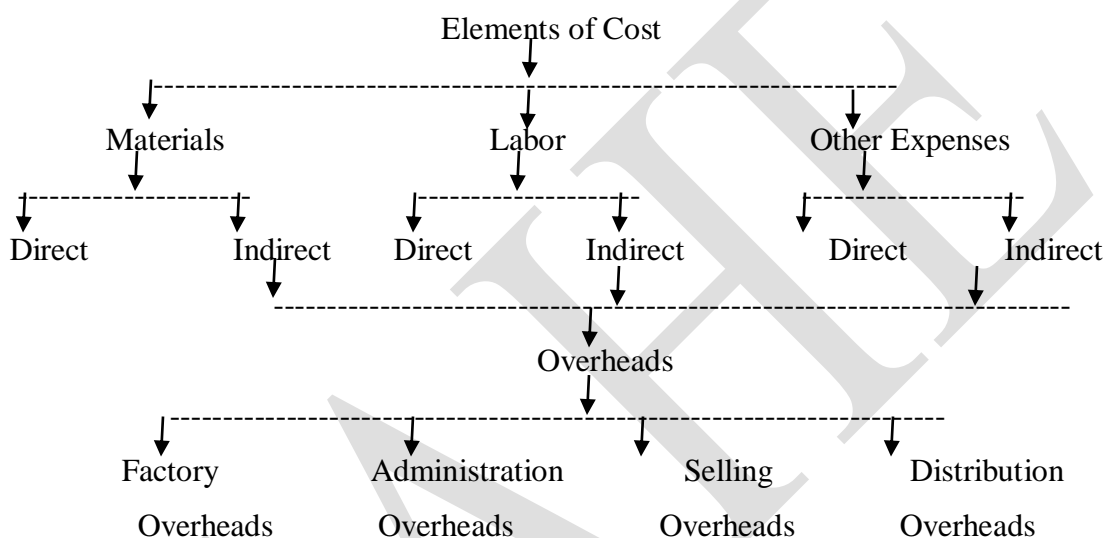 Elements of Cost
Materials Labor Other Expenses
Direct Indirect Direct Indirect Direct Indirect
Overheads
Factory Administration Selling Distribution
Overheads Overheads Overheads Overheads